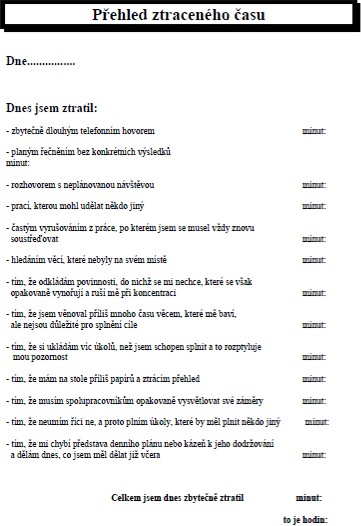 Přehled ztraceného času
Dne................
Dnes jsem ztratil:
- zbytečně dlouhým telefonním hovorem minut:
- planým řečněním bez konkrétních výsledků
minut:
- rozhovorem s neplánovanou návštěvou minut:
- prací, kterou mohl udělat někdo jiný minut:
- častým vyrušováním z práce, po kterém jsem se musel vždy znovu
soustřeďovat minut:
- hledáním věcí, které nebyly na svém místě minut:
- tím, že odkládám povinnosti, do nichž se mi nechce, které se však
opakovaně vynořují a ruší mě při koncentraci minut:
- tím, že jsem věnoval příliš mnoho času věcem, které mě baví,
ale nejsou důležité pro splnění cíle minut:
- tím, že si ukládám víc úkolů, než jsem schopen splnit a to rozptyluje
mou pozornost minut:
- tím, že mám na stole příliš papírů a ztrácím přehled minut:
- tím, že musím spolupracovníkům opakovaně vysvětlovat své záměry minut:
- tím, že neumím říci ne, a proto plním úkoly, které by měl plnit někdo jiný minut:
- tím, že mi chybí představa denního plánu nebo kázeň k jeho dodržování
a dělám dnes, co jsem měl dělat již včera minut:
Celkem jsem dnes zbytečně ztratil minut:
to je hodin: